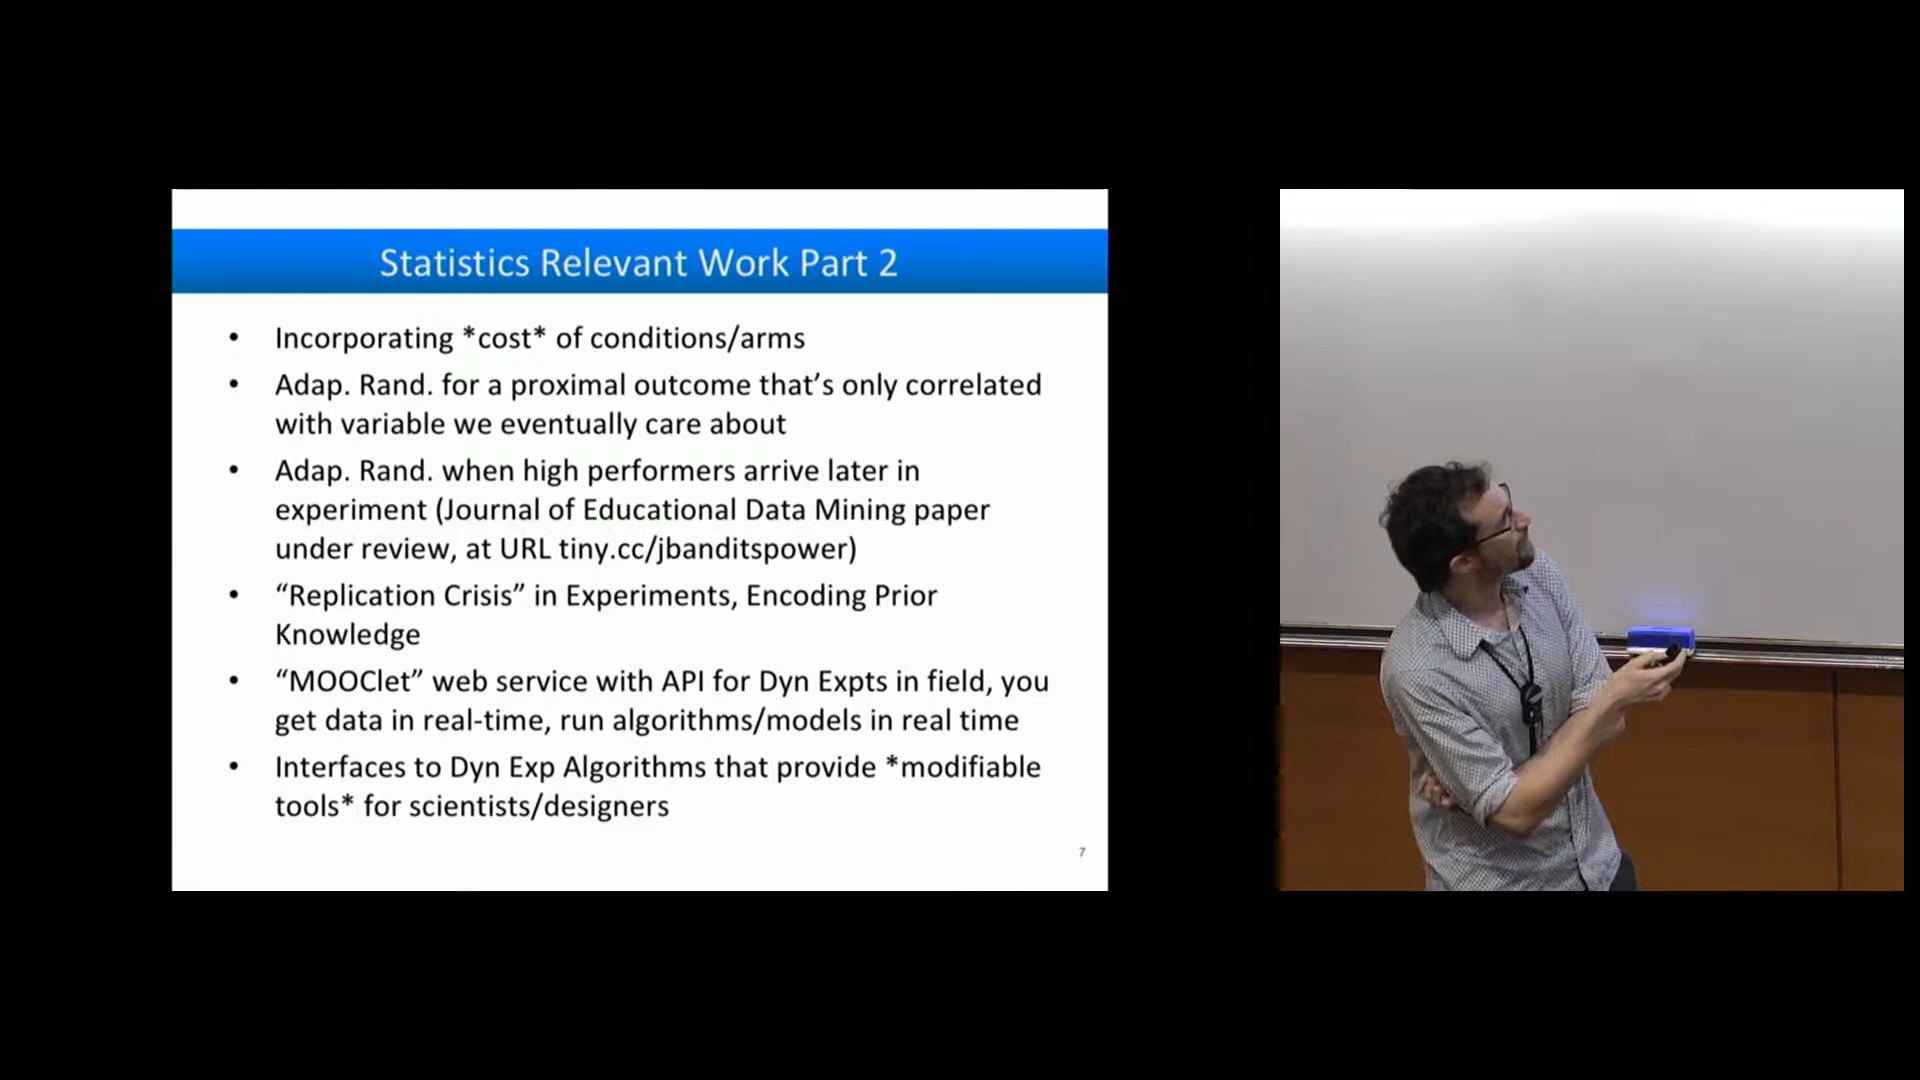 Statistics Relevant Work Part 2
• Incorporating *cost* of conditions/arms
• Adap. Rand. for a proximal outcome that’s only correlated
with variable we eventually care about
• Adap. Rand. when high performers arrive later in
experiment (Journal of Educational Data Mining paper
under review, at URL tiny.cc/jbanditspower)
• “Replication Crisis” in Experiments, Encoding Prior
Knowledge
• “MOOClet” web service with API for Dyn Expts in field, you
get data in real-time, run algorithms/models in real time
• Interfaces to Dyn Exp Algorithms that provide *modifiable
tools* for scientists/designers
7